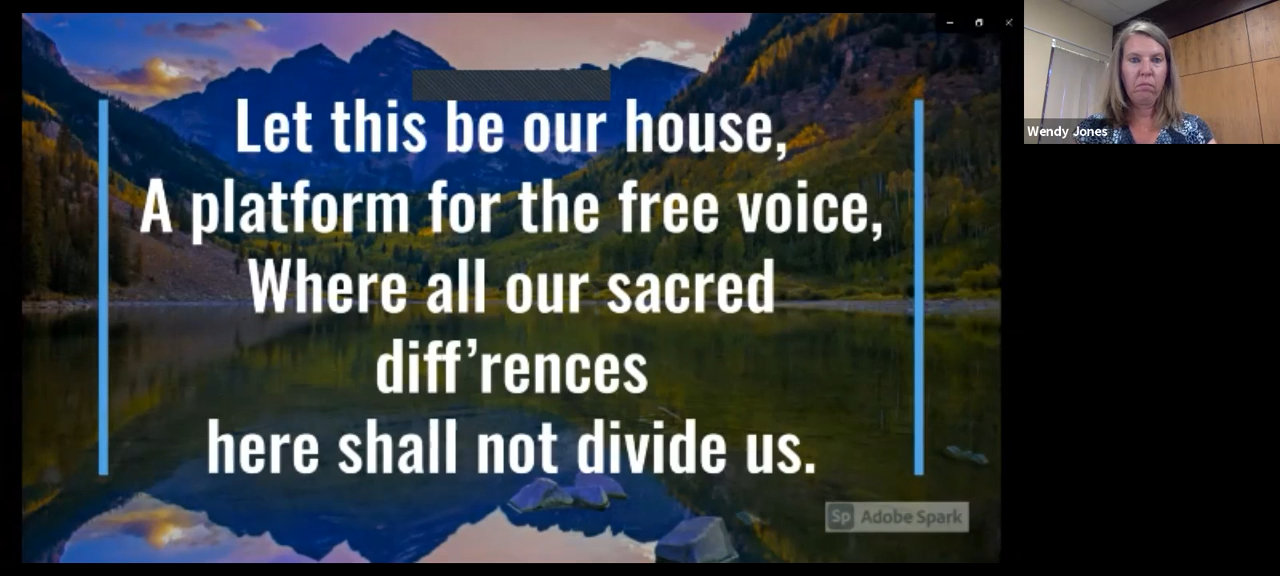 Let this be our house,
A platform for the free voice,
Where all our sacred
diff’rences
here shall not divide us.
Sp Adobe Spark
Wendy Jones